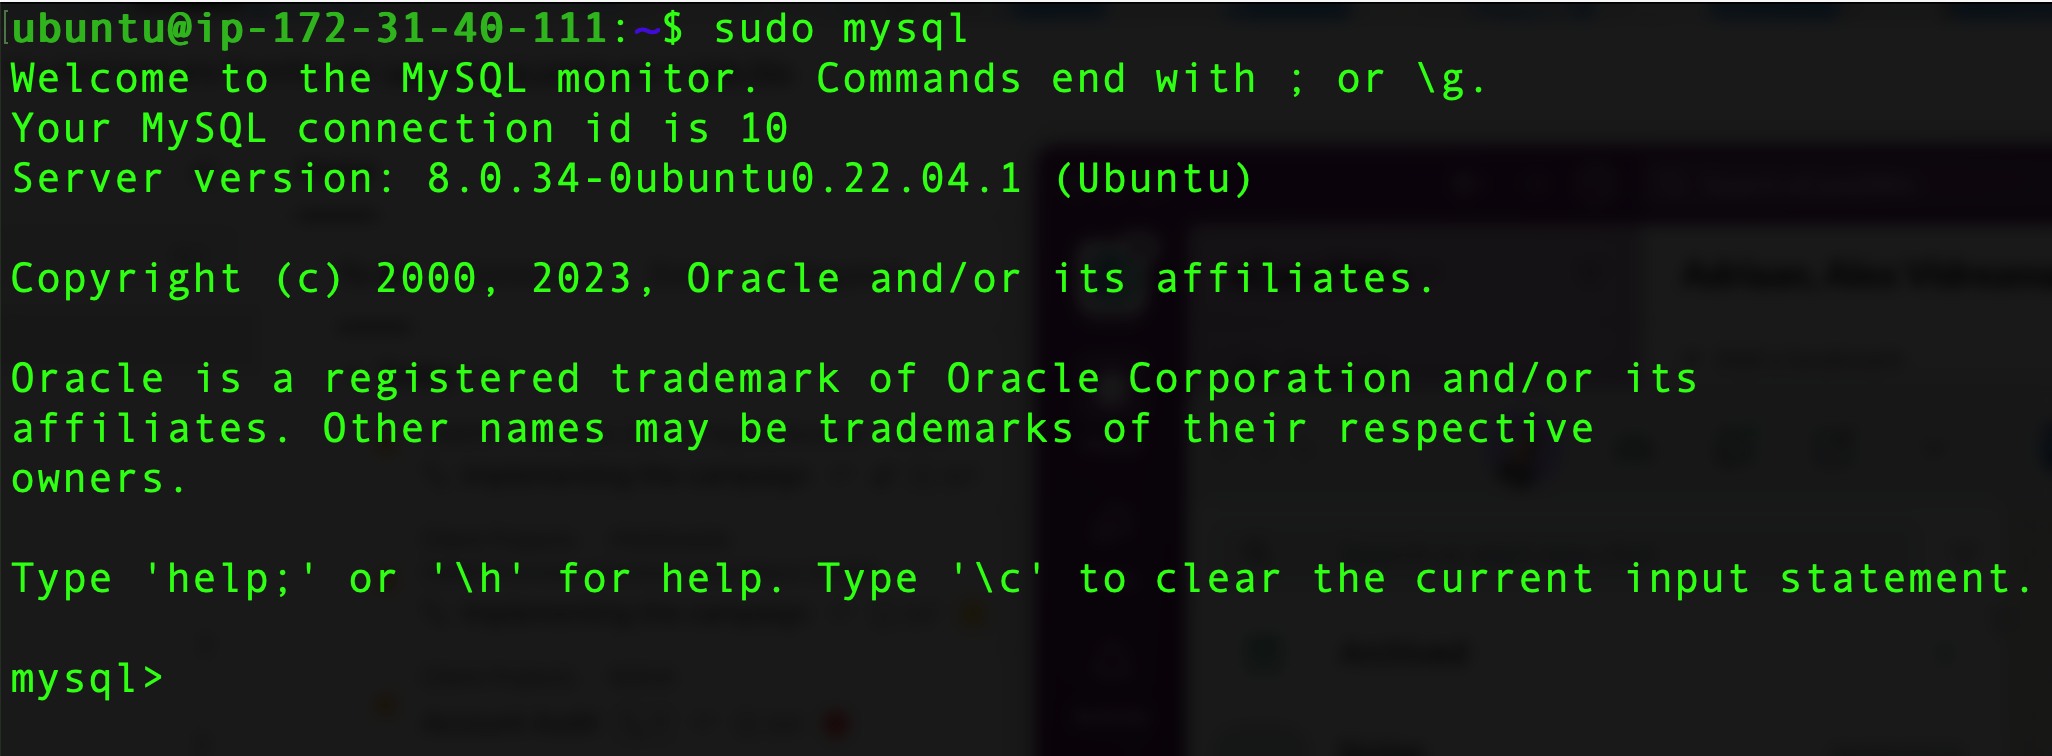 [ubuntu@ip-172-31-40-111:~$ sudo mysql
Welcome to the MySQL monitor.  Commands end with ; or \g.
Your MySQL connection id is 10
Server version: 8.0.34-0ubuntu0.22.04.1 (Ubuntu)
Copyright (c) 2000, 2023, Oracle and/or its affiliates.
Oracle is a registered trademark of Oracle Corporation and/or its
affiliates. Other names may be trademarks of their respective
owners.
Type 'help;' or '\h' for help. Type '\c' to clear the current input statement.
mysql>